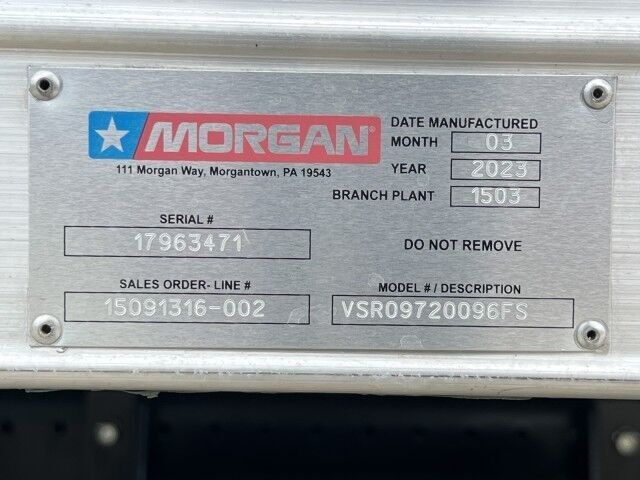 MORGAN®
111 Morgan Way, Morgantown, PA 19543
DATE MANUFACTURED
MONTH 03
YEAR 2023
BRANCH PLANT 1503
SERIAL #
17963471
DO NOT REMOVE
SALES ORDER- LINE #
15091316-002
MODEL # / DESCRIPTION
VSR09720096FS